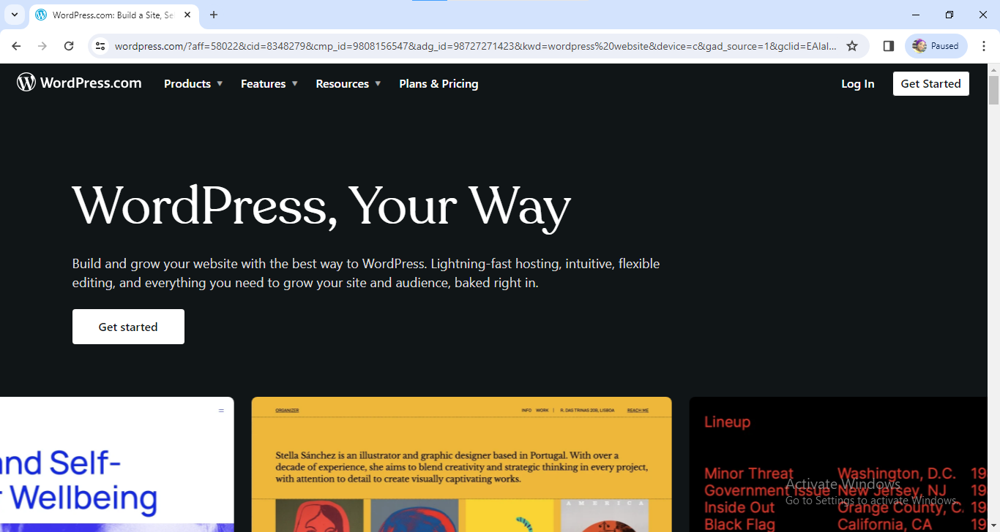 WordPress.com: Build a Site, Se
wordpress.com/?aff=58022&cid=8348279&cmp_id=9808156547&adg_id=98727271423&kwd=wordpress%20website&device=c&gad_source=1&gclid=EAIaI...
Paused
WordPress.com
Products
Features
Resources
Plans & Pricing
Log In
Get Started
WordPress, Your Way
Build and grow your website with the best way to WordPress. Lightning-fast hosting, intuitive, flexible
editing, and everything you need to grow your site and audience, baked right in.
Get started
nd Self-
r Wellbeing
ORGANIZER
INFO WORK | R. DAS TRINAS 20B, LISBOA REACH ME
Stella Sánchez is an illustrator and graphic designer based in Portugal. With over a
decade of experience, she aims to blend creativity and strategic thinking in every project,
with attention to detail to create visually captivating works.
AMERICA
Lineup
Minor Threat Washington, D.C. 19
Government Issue New Jersey, NJ 19
Inside Out Orange County, C. 19
Black Flag California, CA 19
Activate Windows
Go to Settings to activate Windows.